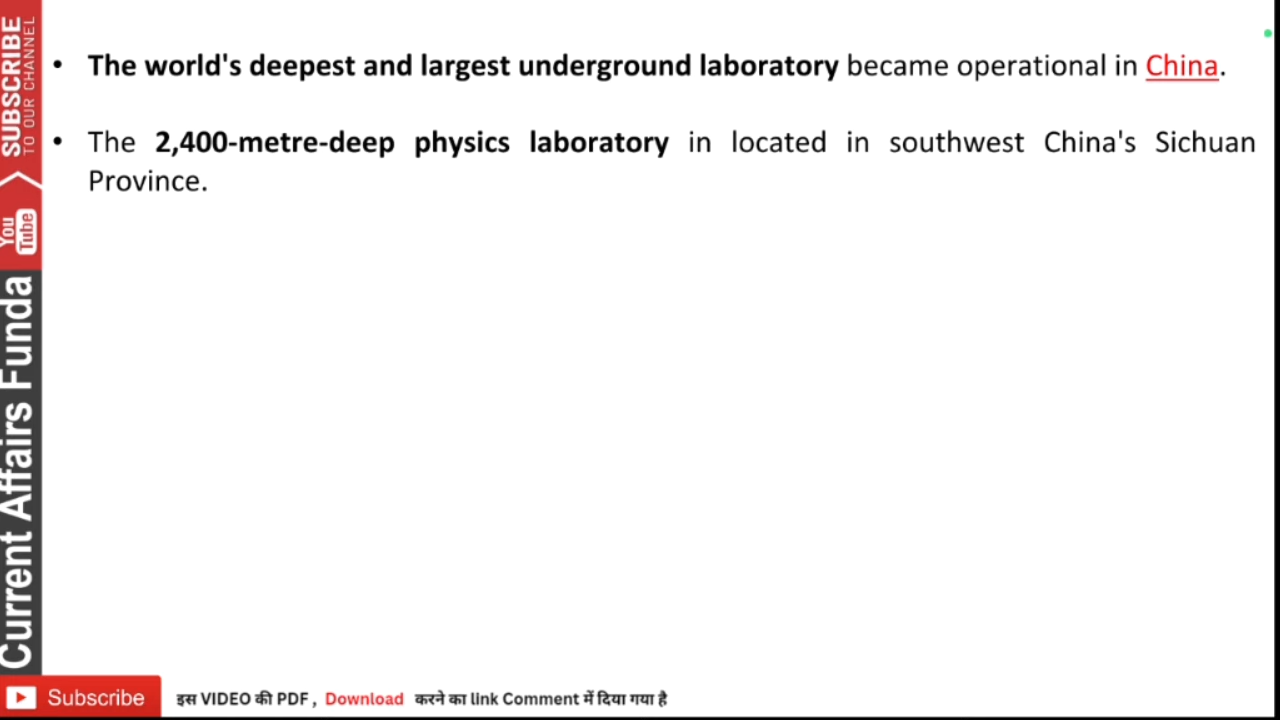 SUBSCRIBE
TO OUR CHANNEL
You
Tube
Current Affairs Funda
• The world's deepest and largest underground laboratory became operational in China.
• The 2,400-metre-deep physics laboratory in located in southwest China's Sichuan
Province.
Subscribe
इस VIDEO की PDF , Download करने का link Comment में दिया गया है